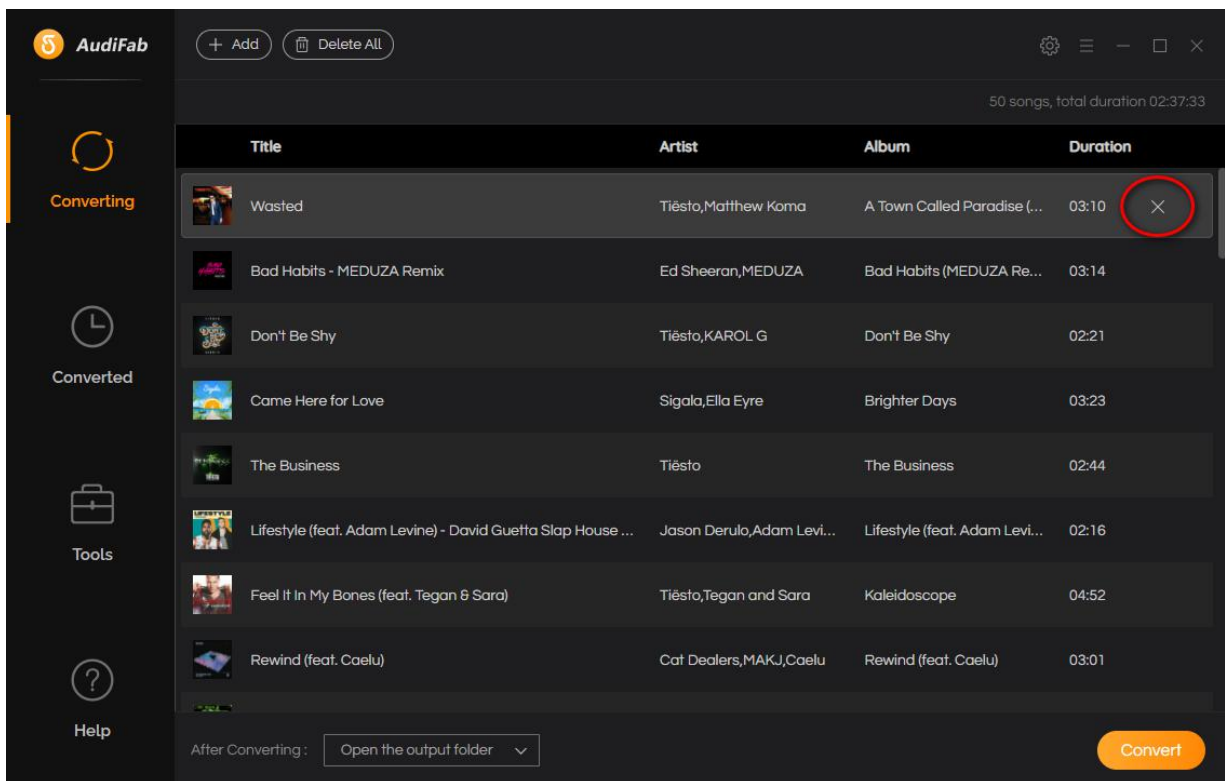 AudiFab
Add
Delete All
50 songs, total duration 02:37:33
Title Artist Album Duration
Converting
Wasted Tiësto,Matthew Koma A Town Called Paradise (... 03:10
Bad Habits - MEDUZA Remix Ed Sheeran,MEDUZA Bad Habits (MEDUZA Re... 03:14
Don't Be Shy Tiësto,KAROL G Don't Be Shy 02:21
Converted
Came Here for Love Sigala,Ella Eyre Brighter Days 03:23
The Business Tiësto The Business 02:44
Lifestyle (feat. Adam Levine) - David Guetta Slap House ... Jason Derulo,Adam Levi... Lifestyle (feat. Adam Levi... 02:16
Tools
Feel It In My Bones (feat. Tegan & Sara) Tiësto,Tegan and Sara Kaleidoscope 04:52
Rewind (feat. Caelu) Cat Dealers,MAKJ,Caelu Rewind (feat. Caelu) 03:01
Help
After Converting : Open the output folder
Convert